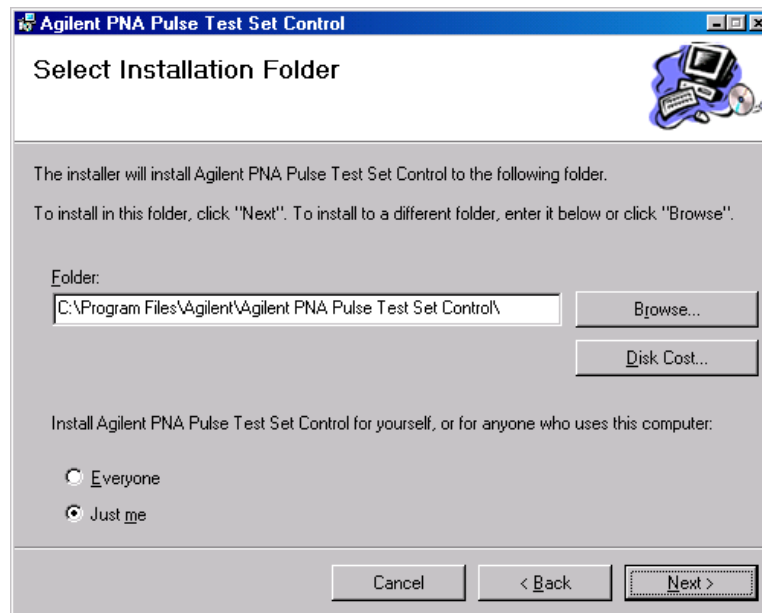 Agilent PNA Pulse Test Set Control
Select Installation Folder
The installer will install Agilent PNA Pulse Test Set Control to the following folder.
To install in this folder, click "Next". To install to a different folder, enter it below or click "Browse".
Folder:
C:\Program Files\Agilent\Agilent PNA Pulse Test Set Control\
Browse...
Disk Cost...
Install Agilent PNA Pulse Test Set Control for yourself, or for anyone who uses this computer:
Everyone
Just me
Cancel
< Back
Next >